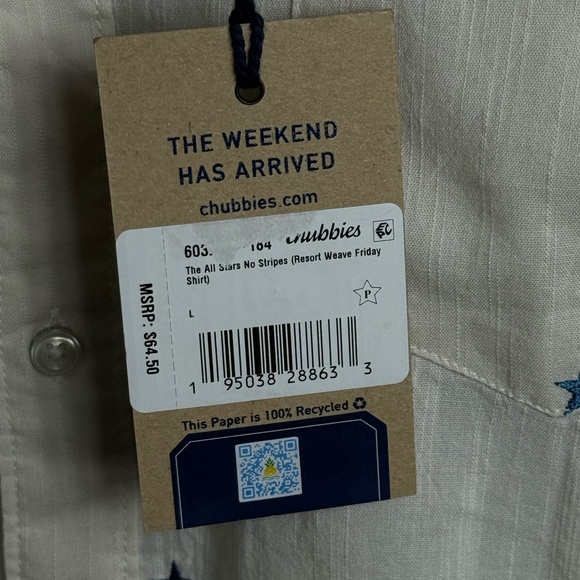 THE WEEKEND
HAS ARRIVED
chubbies.com
184 chubbies
The All Stars No Stripes (Resort Weave Friday
Shirt)
P
L
MSRP: $64.50
1 95038 28863 3
This Paper is 100% Recycled